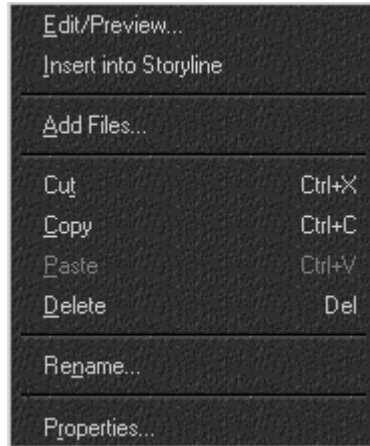 Edit/Preview...
Insert into Storyline
Add Files...
Cut Ctrl+X
Copy Ctrl+C
Paste Ctrl+V
Delete Del
Rename...
Properties...